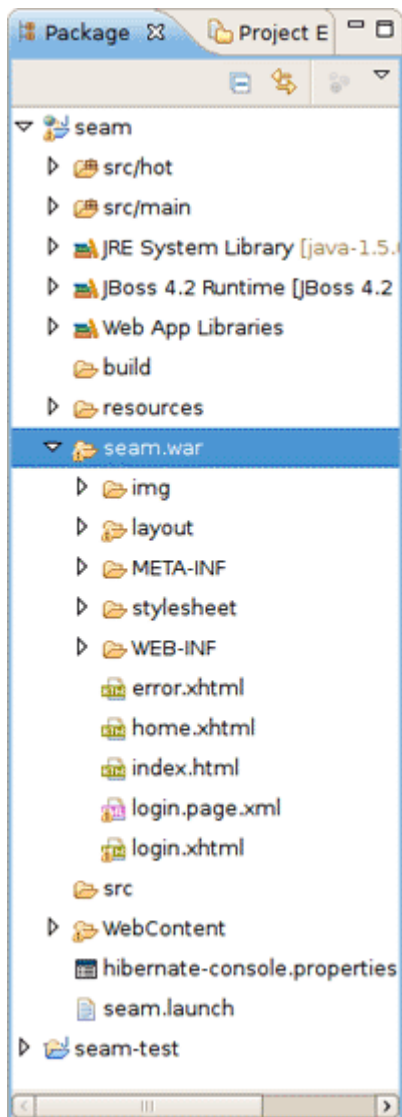 Package Project E
seam
src/hot
src/main
JRE System Library [java-1.5.
JBoss 4.2 Runtime [JBoss 4.2
Web App Libraries
build
resources
seam.war
img
layout
META-INF
stylesheet
WEB-INF
error.xhtml
home.xhtml
index.html
login.page.xml
login.xhtml
src
WebContent
hibernate-console.properties
seam.launch
seam-test